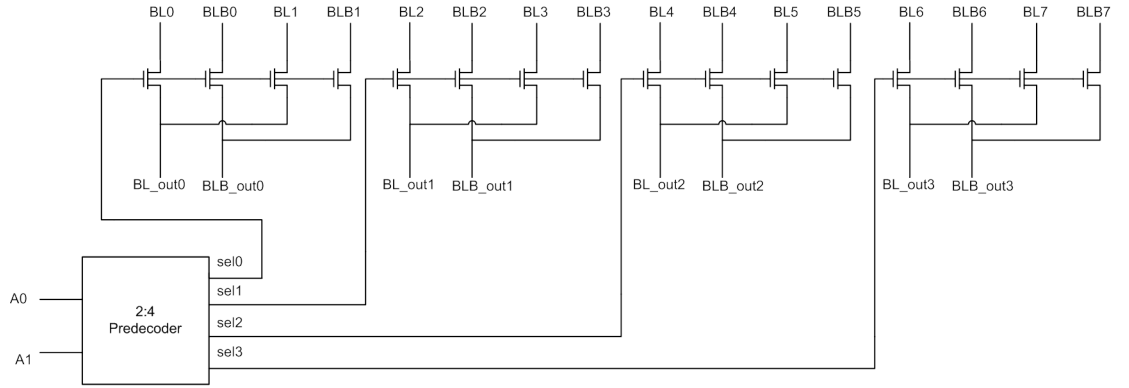 BL0 BLB0 BL1 BLB1 BL2 BLB2 BL3 BLB3 BL4 BLB4 BL5 BLB5 BL6 BLB6 BL7 BLB7
BL_out0 BLB_out0 BL_out1 BLB_out1 BL_out2 BLB_out2 BL_out3 BLB_out3
sel0
A0
sel1
2:4
Predecoder
sel2
sel3
A1